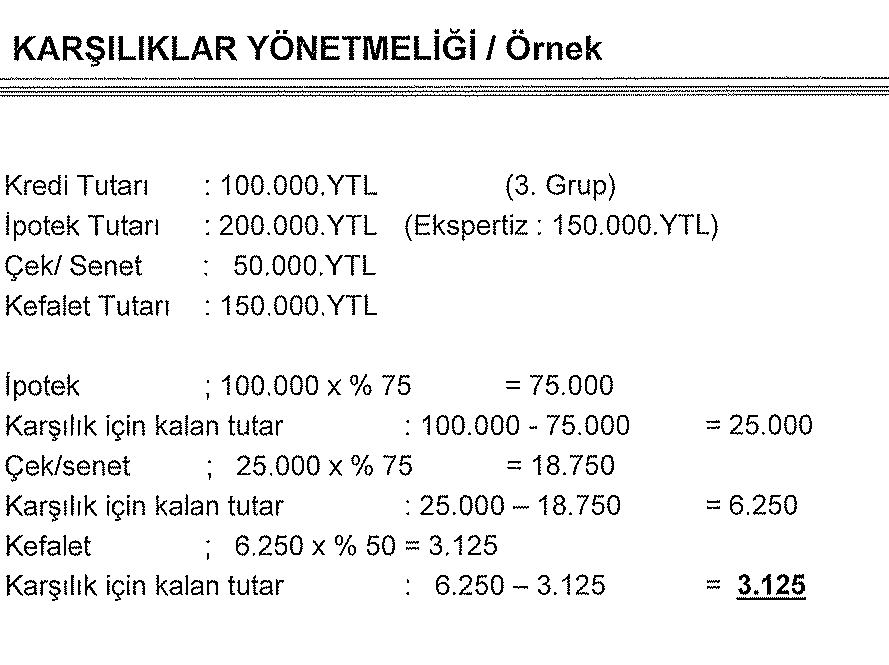 KARŞILIKLAR YÖNETMELİĞİ / Örnek
Kredi Tutarı : 100.000.YTL (3. Grup)
İpotek Tutarı : 200.000.YTL (Ekspertiz : 150.000.YTL)
Çek/ Senet : 50.000.YTL
Kefalet Tutarı : 150.000.YTL
İpotek ; 100.000 x % 75 = 75.000
Karşılık için kalan tutar : 100.000 - 75.000 = 25.000
Çek/senet ; 25.000 x % 75 = 18.750
Karşılık için kalan tutar : 25.000 – 18.750 = 6.250
Kefalet ; 6.250 x % 50 = 3.125
Karşılık için kalan tutar : 6.250 – 3.125 = 3.125